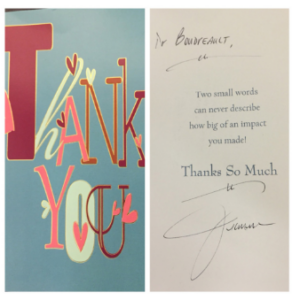 Thank
You
Dr Boudreault,
Two small words
can never describe
how big of an impact
you made!
Thanks So Much